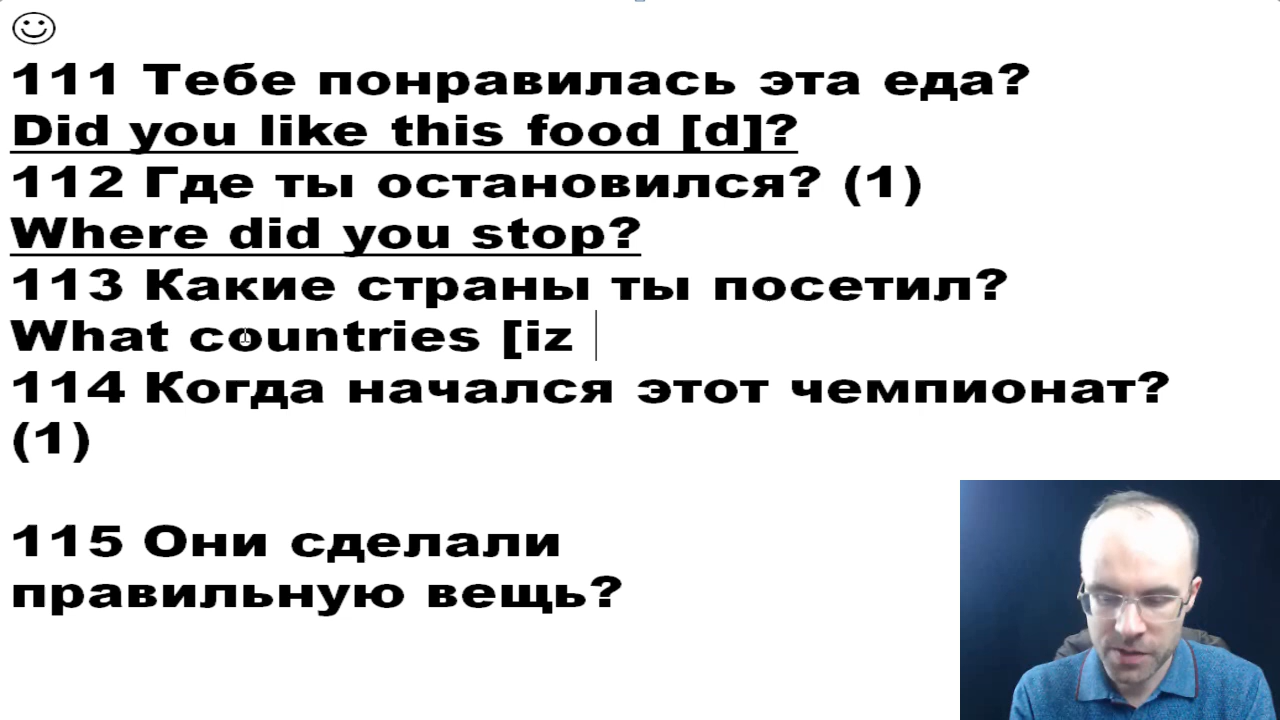 111 Тебе понравилась эта еда?
Did you like this food [d]?
112 Где ты остановился? (1)
Where did you stop?
113 Какие страны ты посетил?
What countries [iz
114 Когда начался этот чемпионат?
(1)
115 Они сделали
правильную вещь?